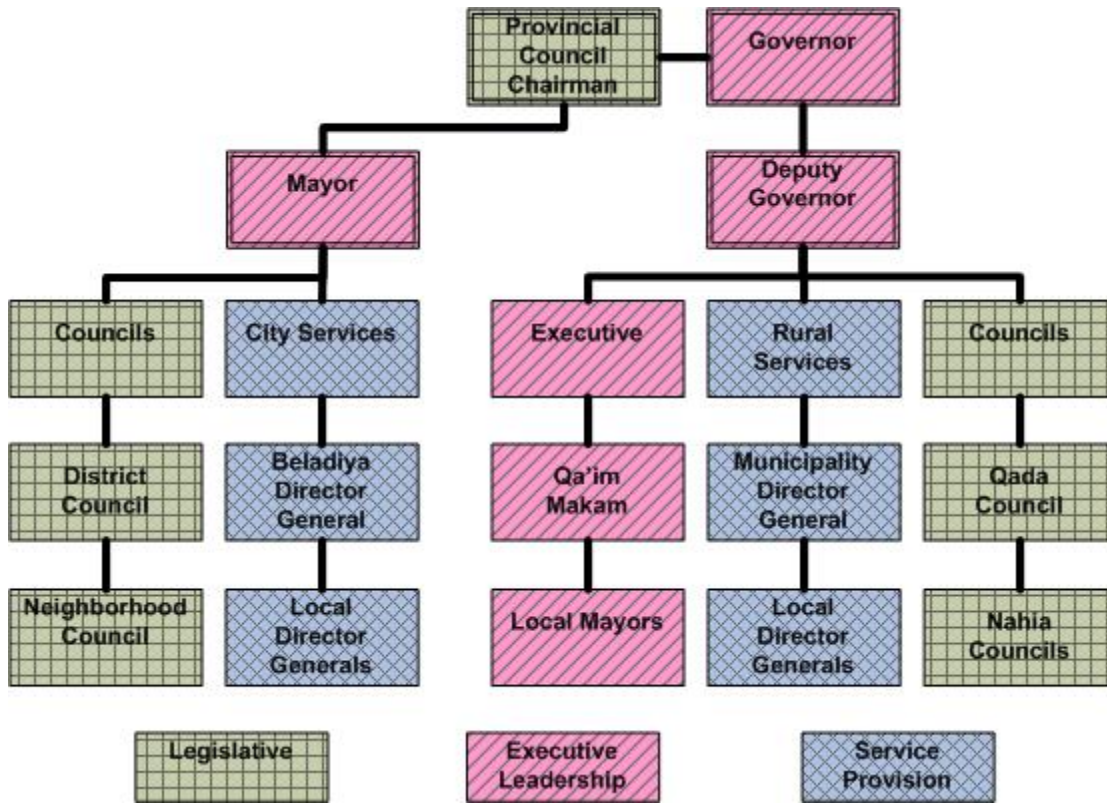 Provincial
Council
Chairman
Governor
Mayor
Deputy
Governor
Councils
City Services
Executive
Rural
Services
Councils
District
Council
Beladiya
Director
General
Qa'im
Makam
Municipality
Director
General
Qada
Council
Neighborhood
Council
Local
Director
Generals
Local Mayors
Local
Director
Generals
Nahia
Councils
Legislative
Executive
Leadership
Service
Provision